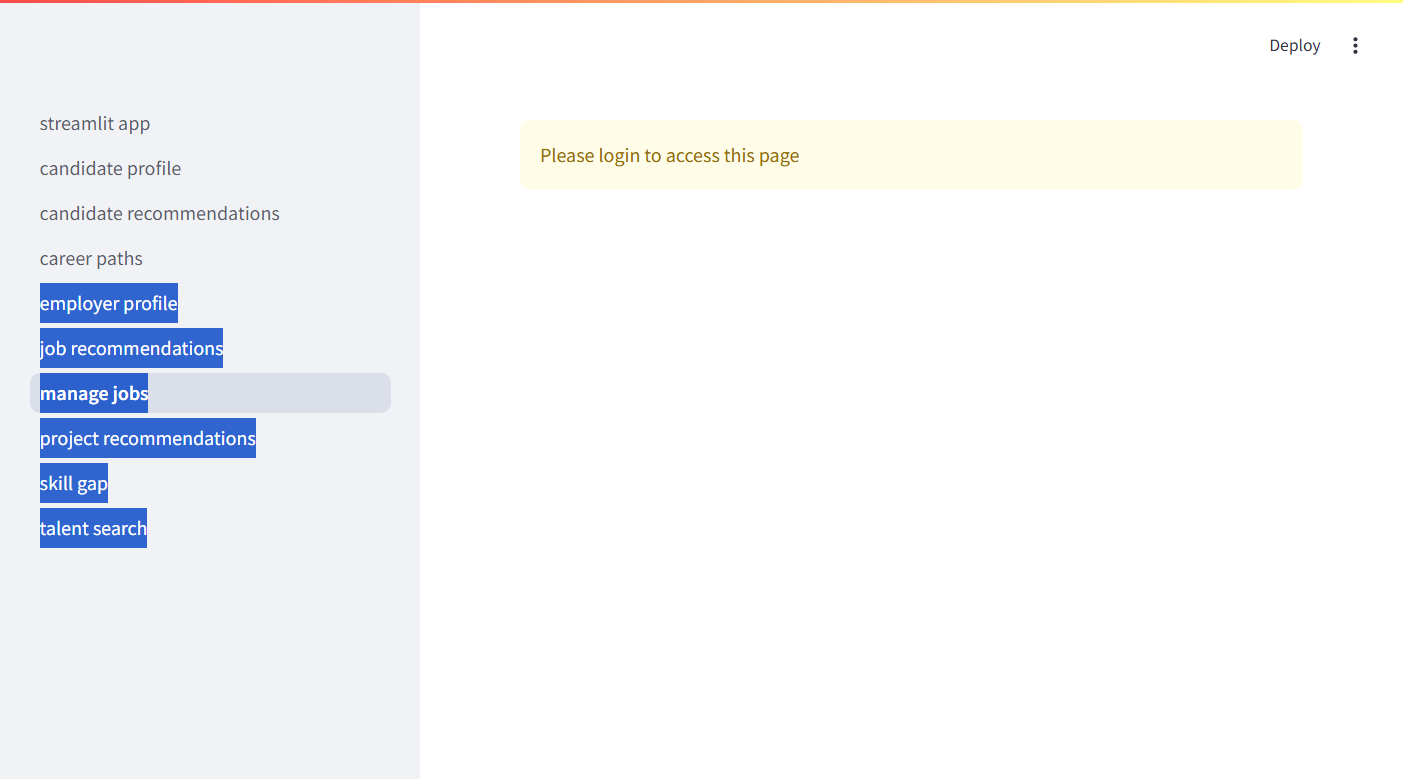 Deploy
streamlit app
candidate profile
candidate recommendations
career paths
employer profile
job recommendations
manage jobs
project recommendations
skill gap
talent search
Please login to access this page